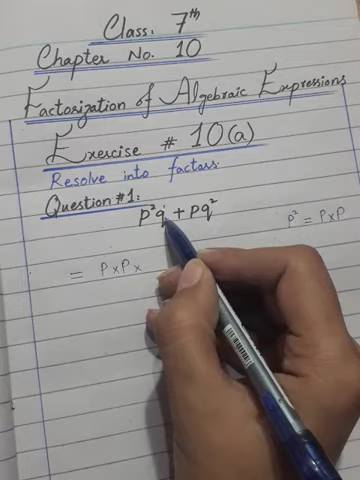 Class: 7th
Chapter No. 10
Factorization of Algebraic Expressions
Exercise # 10(a)
Resolve into factors.
Question #1:
p²q + pq²
p² = p×p
= p×p×